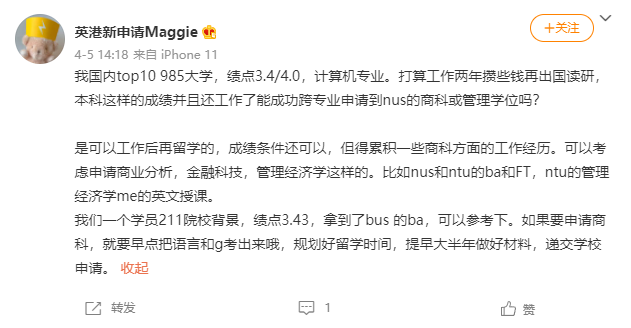 英港新申请Maggie
+关注
4-5 14:18 来自 iPhone 11
我国内top10 985大学，绩点3.4/4.0，计算机专业。打算工作两年攒些钱再出国读研，
本科这样的成绩并且还工作了能成功跨专业申请到nus的商科或管理学位吗?
是可以工作后再留学的，成绩条件还可以，但得累积一些商科方面的工作经历。可以考
虑申请商业分析，金融科技，管理经济学这样的。比如nus和ntu的ba和FT，ntu的管理
经济学me的英文授课。
我们一个学员211院校背景，绩点3.43，拿到了bus 的ba，可以参考下。如果要申请商
科，就要早点把语言和g考出来哦，规划好留学时间，提早大半年做好材料，递交学校
申请。 收起
转发
1
赞